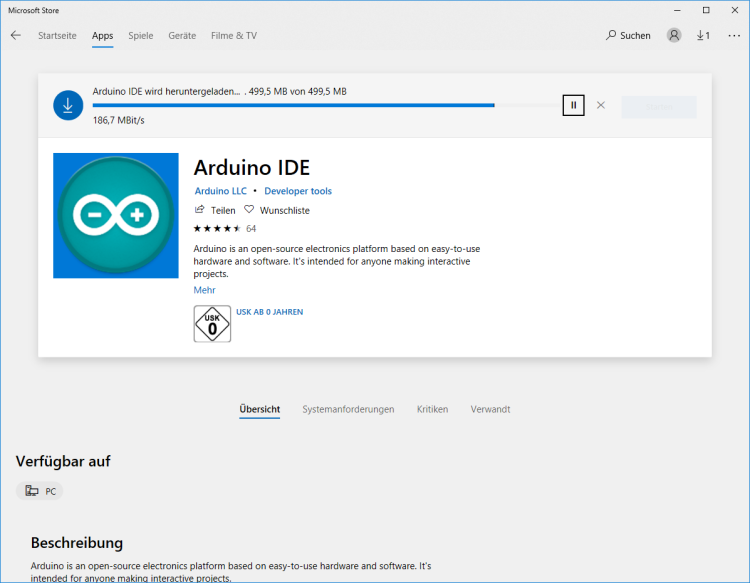 Microsoft Store
Startseite Apps Spiele Geräte Filme & TV Suchen 1
Arduino IDE wird heruntergeladen... . 499,5 MB von 499,5 MB
186,7 MBit/s
Arduino IDE
Arduino LLC • Developer tools
Teilen Wunschliste
64
Arduino is an open-source electronics platform based on easy-to-use
hardware and software. It's intended for anyone making interactive
projects.
Mehr
USK
0
USK AB 0 JAHREN
Übersicht Systemanforderungen Kritiken Verwandt
Verfügbar auf
PC
Beschreibung
Arduino is an open-source electronics platform based on easy-to-use hardware and software. It's
intended for anyone making interactive projects.